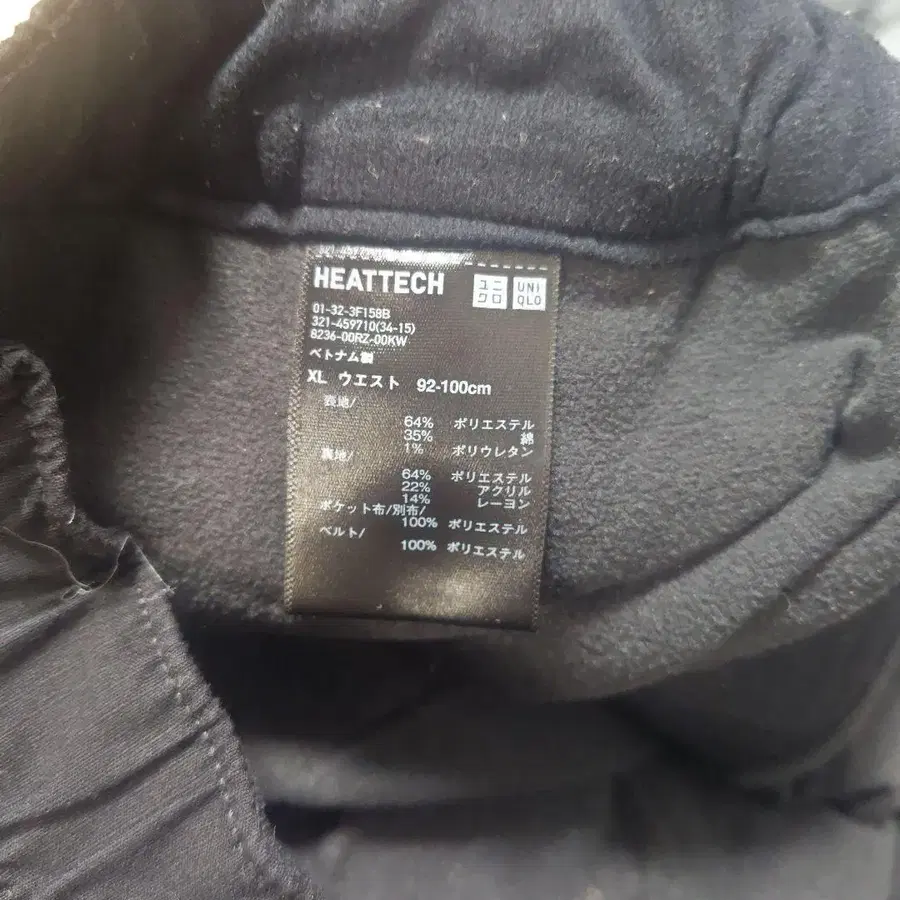 HEATTECH
ユニクロ
UNIQLO
01-32-3F158B
321-459710(34-15)
8236-00RZ-00KW
ベトナム製
XL ウエスト 92-100cm
表地/
64% ポリエステル
35% 綿
1% ポリウレタン
裏地/
64% ポリエステル
22% アクリル
14% レーヨン
ポケット布/別布/
100% ポリエステル
ベルト/
100% ポリエステル